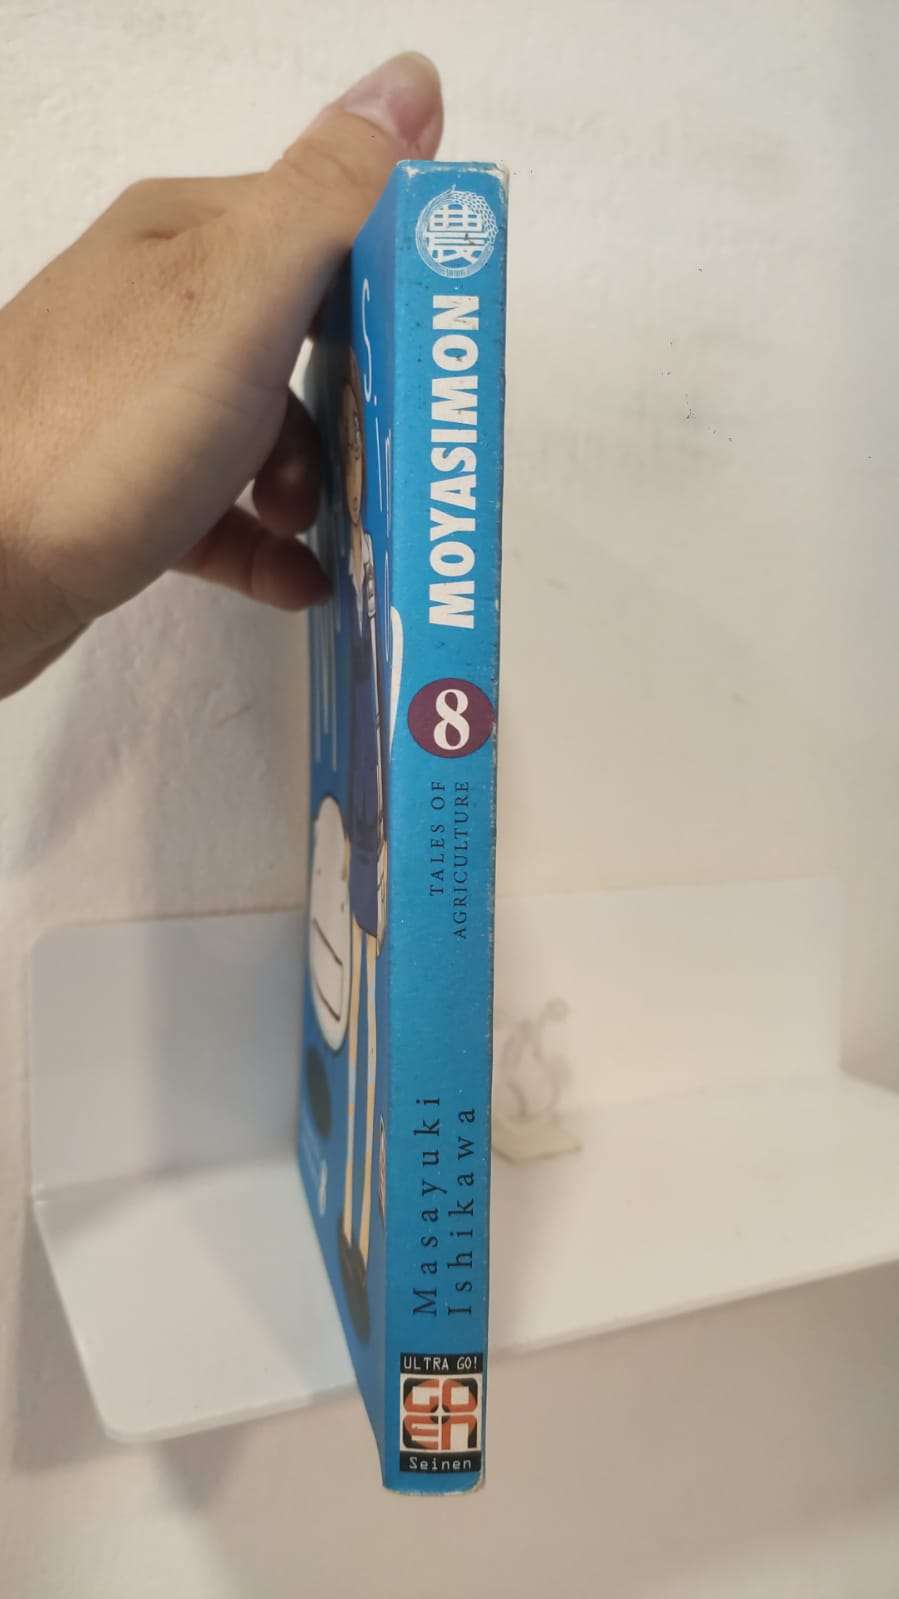 MOYASIMON
8
TALES OF
AGRICULTURE
Masayuki
Ishikawa
ULTRA GO!
Seinen